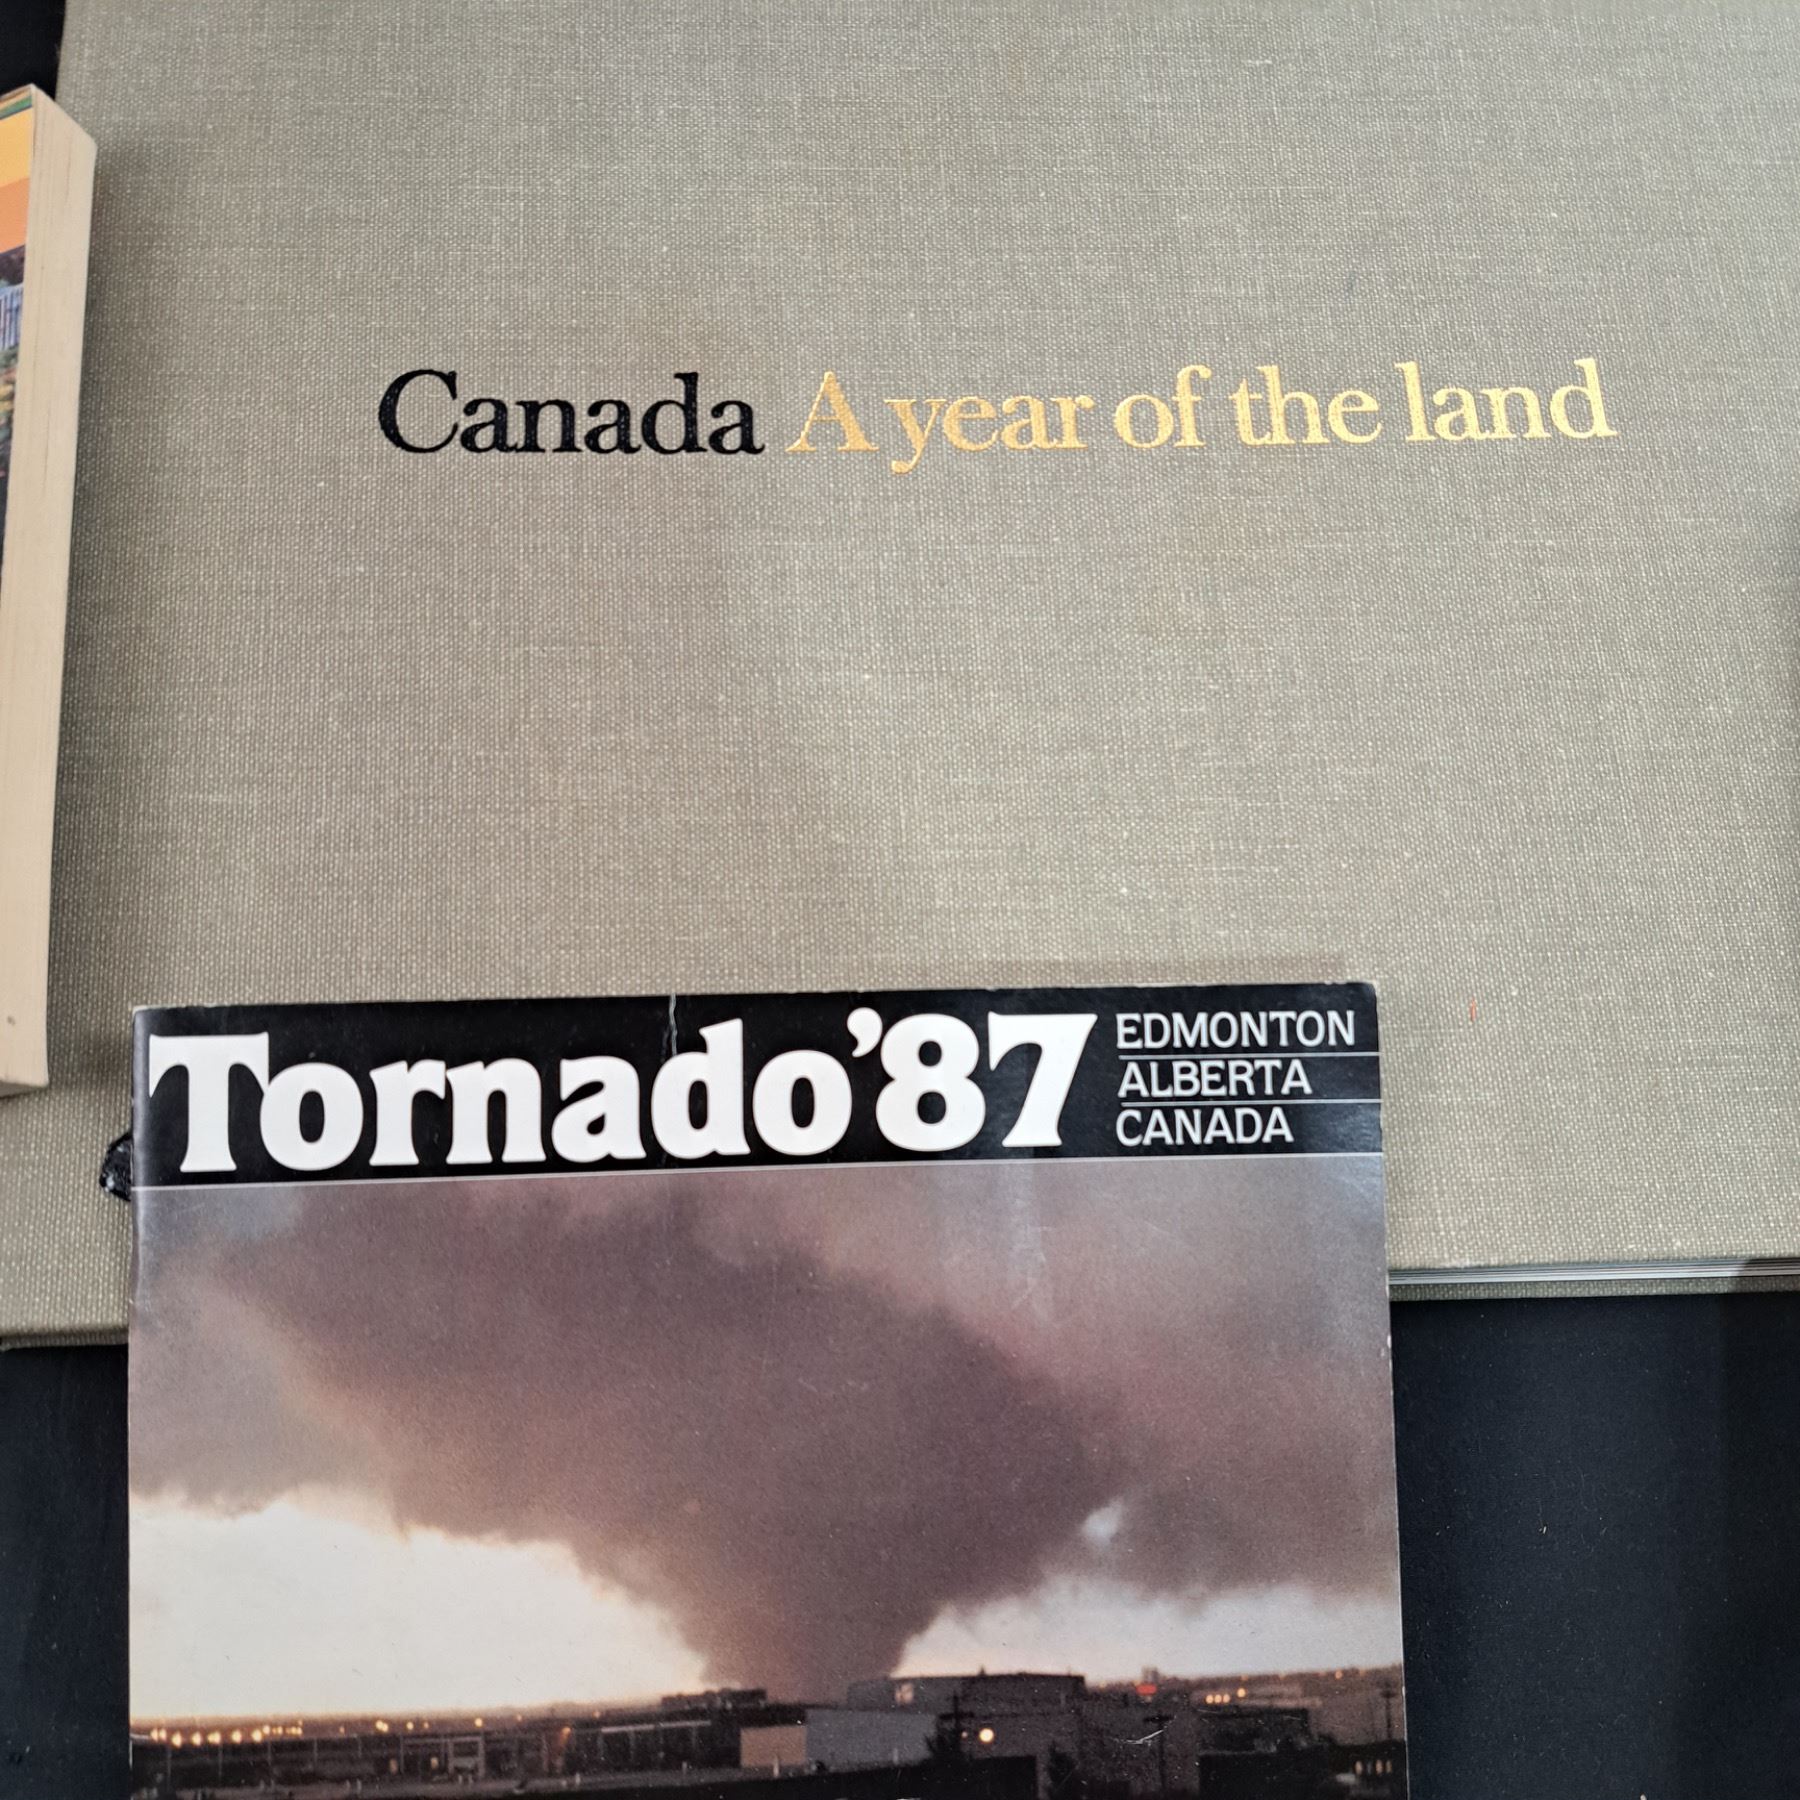 Canada A year of the land
Tornado'87
EDMONTON
ALBERTA
CANADA